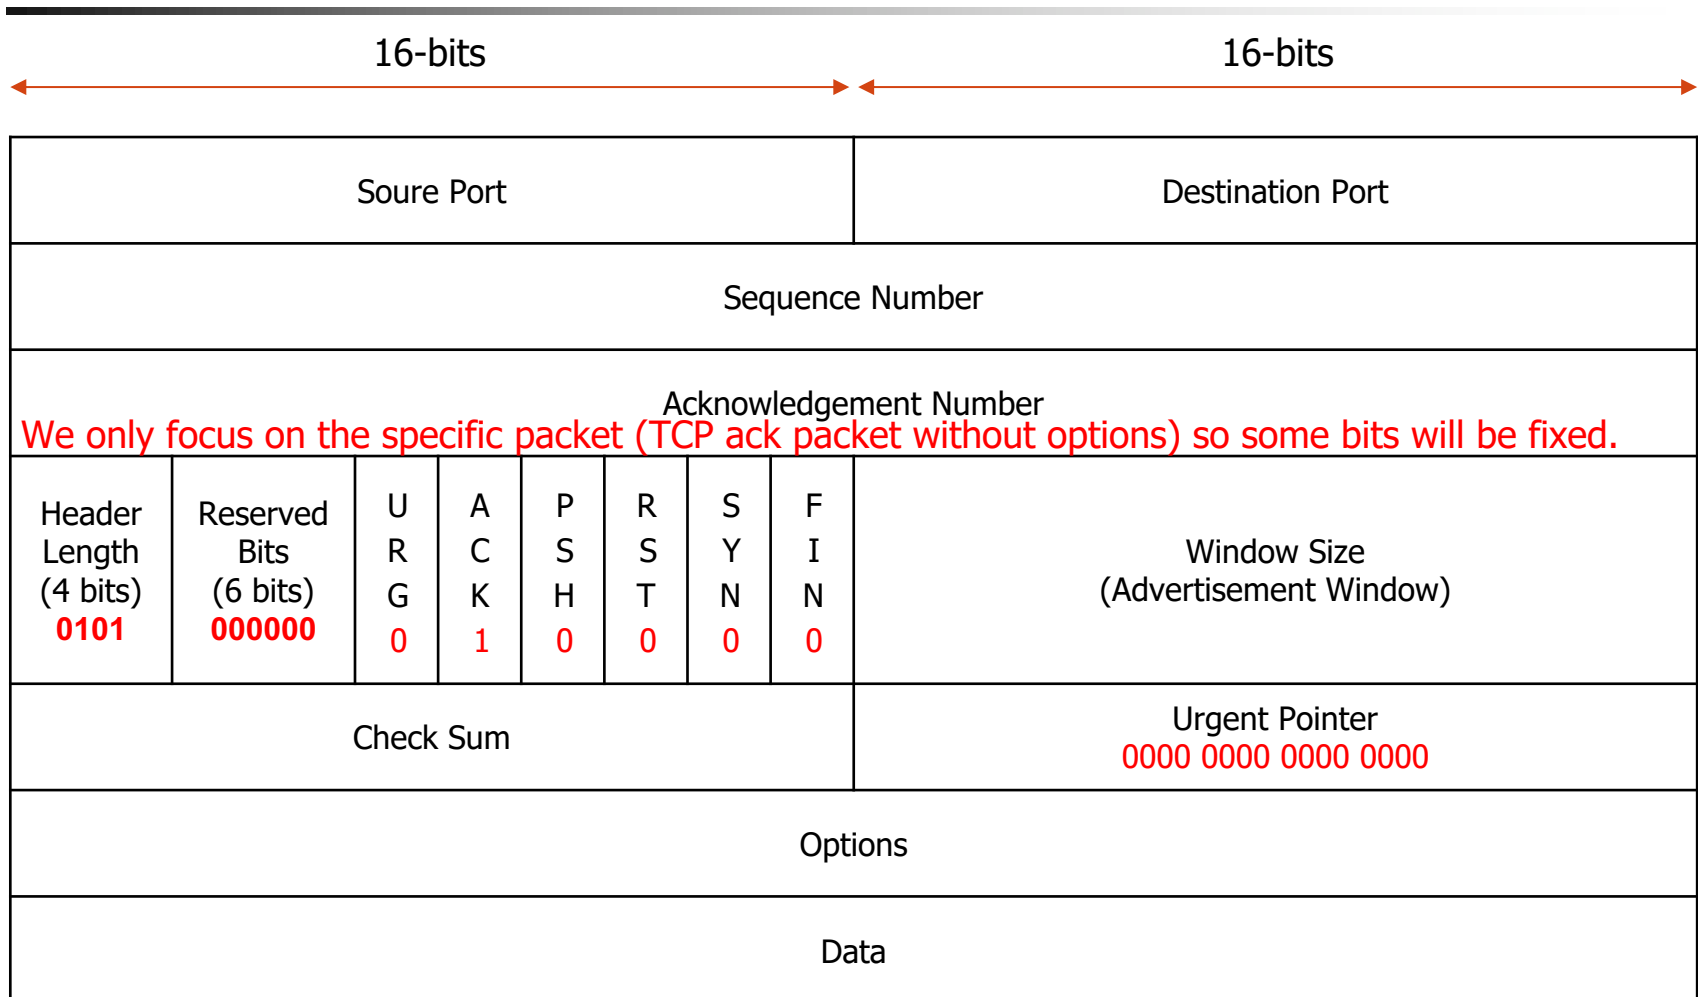 16-bits
16-bits
Soure Port
Destination Port
Sequence Number
Acknowledgement Number
We only focus on the specific packet (TCP ack packet without options) so some bits will be fixed.
Header
Length
(4 bits)
0101
Reserved
Bits
(6 bits)
000000
U
R
G
0
A
C
K
1
P
S
H
0
R
S
T
0
S
Y
N
0
F
I
N
0
Window Size
(Advertisement Window)
Check Sum
Urgent Pointer
0000 0000 0000 0000
Options
Data